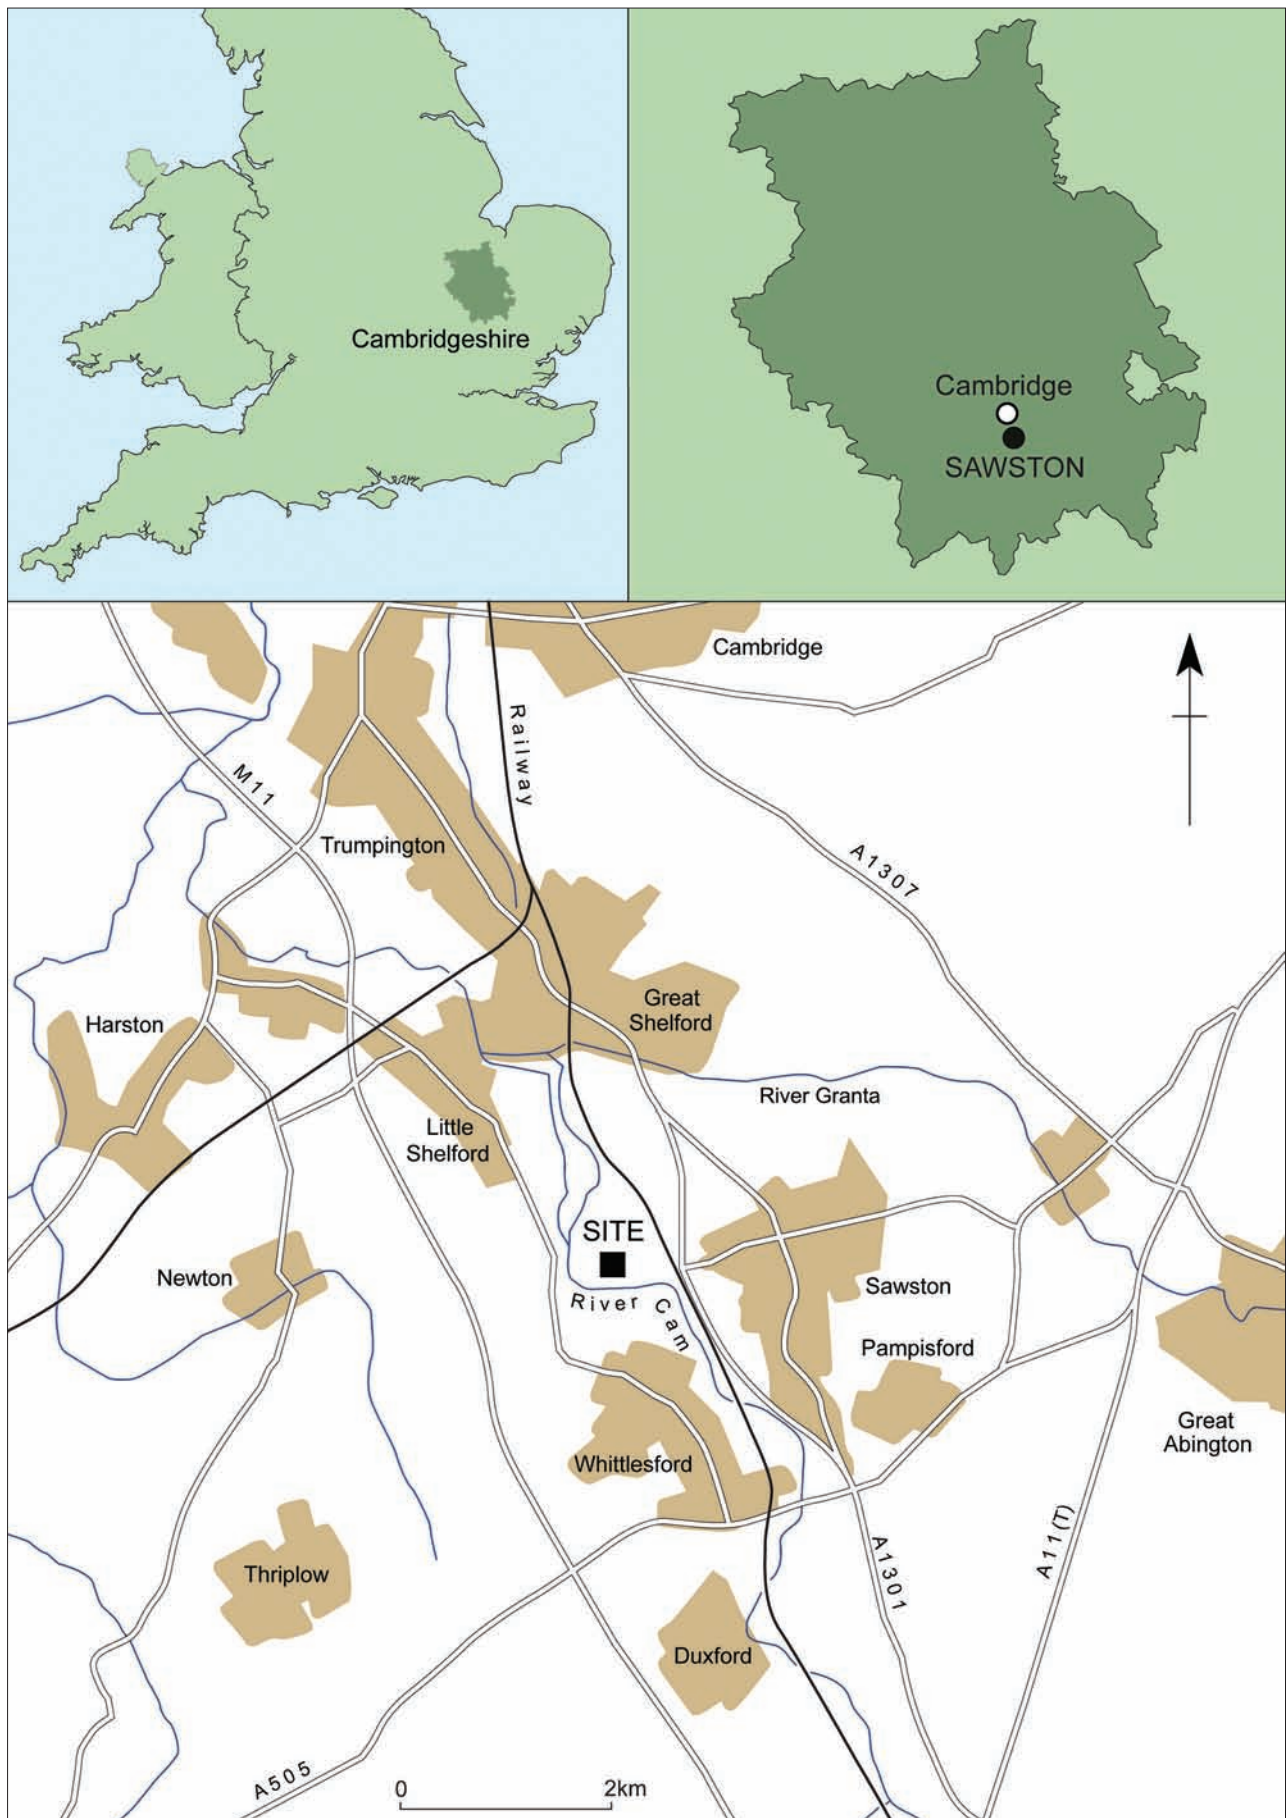 Cambridgeshire
Cambridge
SAWSTON
Cambridge
Railway
M11
Trumpington
A1307
Great
Shelford
Harston
River Granta
Little
Shelford
SITE
Newton
Sawston
River Cam
Pampisford
Great
Abington
Whittlesford
Thriplow
A11(T)
A1301
Duxford
A505
0 2km